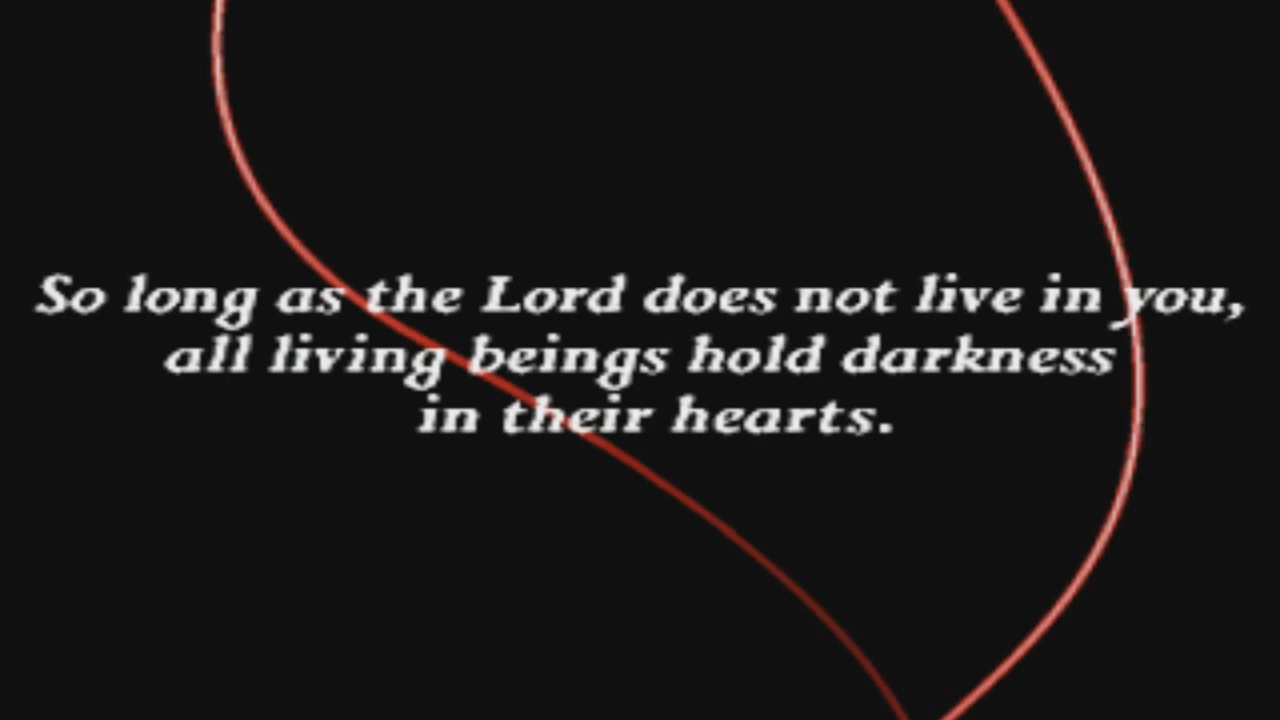 So long as the Lord does not live in you,
all living beings hold darkness
in their hearts.